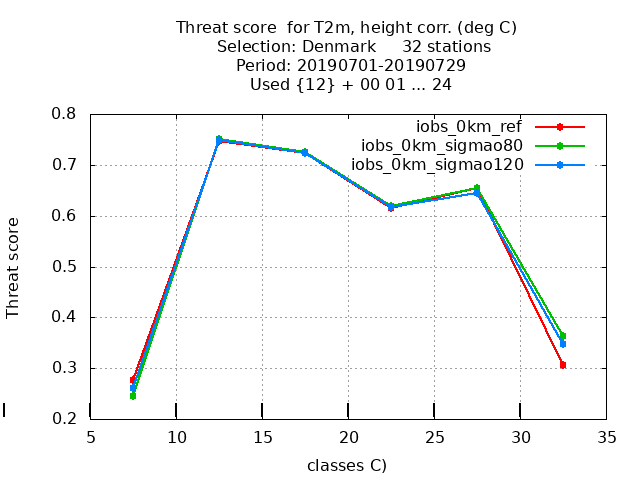 Threat score  for T2m, height corr. (deg C)
Selection: Denmark     32 stations
Period: 20190701-20190729
Used {12} + 00 01 ... 24
iobs_0km_ref
iobs_0km_sigmao80
iobs_0km_sigmao120
Threat score
0.8
0.7
0.6
0.5
0.4
0.3
0.2
5 10 15 20 25 30 35
classes C)